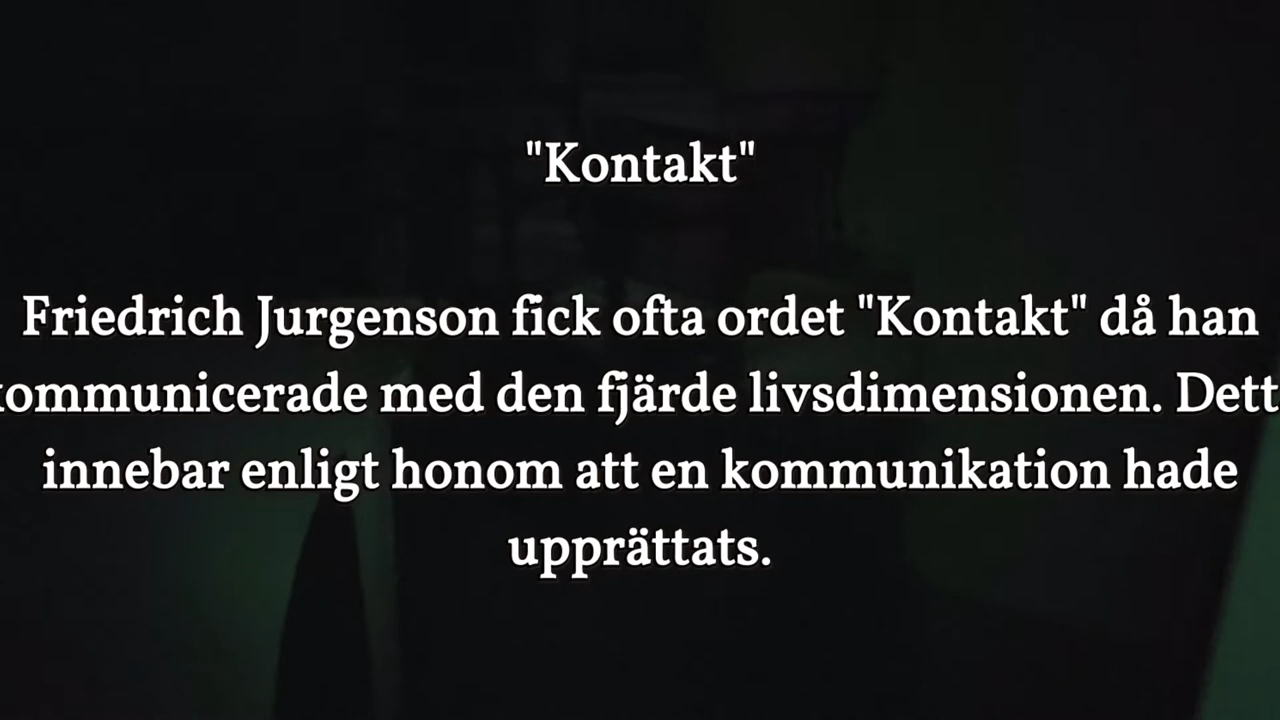 "Kontakt"
Friedrich Jurgenson fick ofta ordet "Kontakt" då han
kommunicerade med den fjärde livsdimensionen. Dett
innebar enligt honom att en kommunikation hade
upprättats.